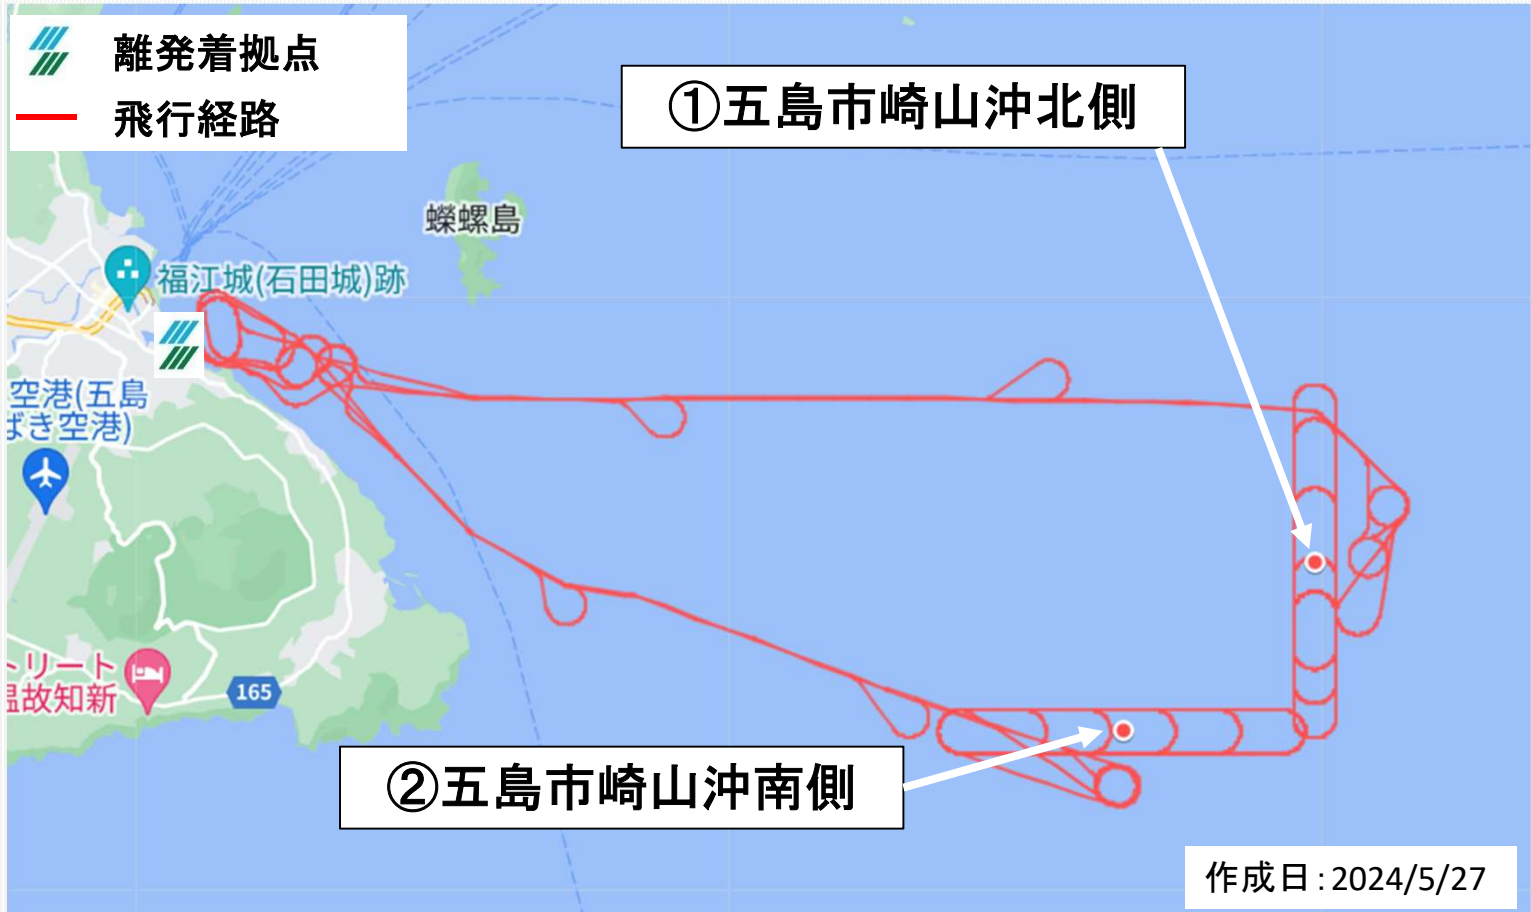 離発着拠点
飛行経路
①五島市崎山沖北側
蠑螺島
福江城(石田城)跡
空港(五島
ばき空港)
トリート
温故知新
165
②五島市崎山沖南側
作成日:2024/5/27